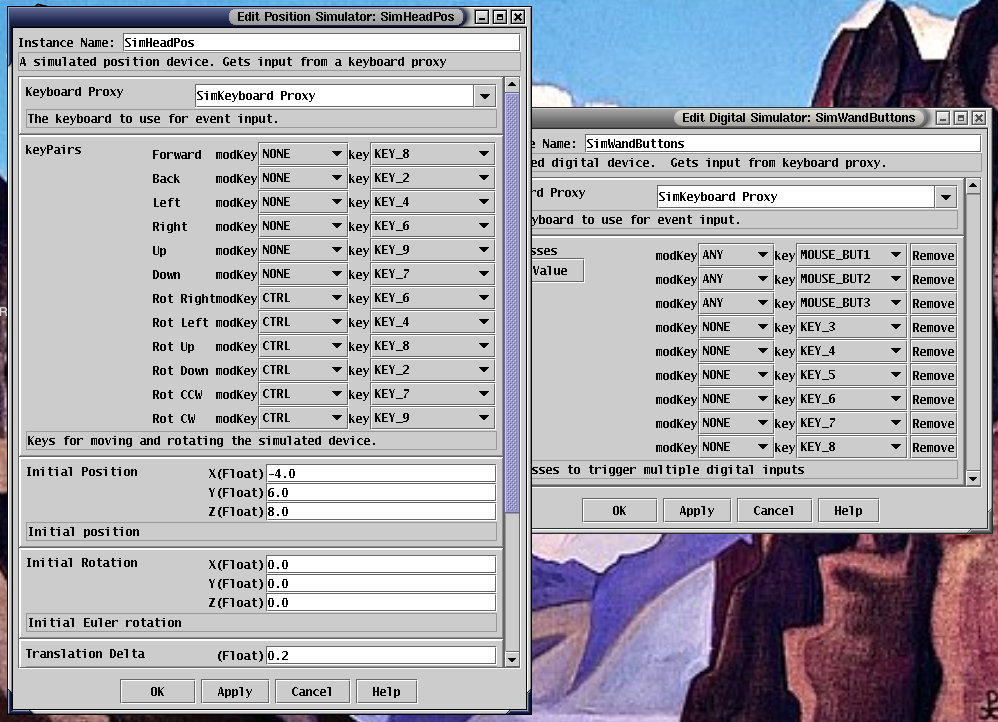 Edit Position Simulator: SimHeadPos
Instance Name: SimHeadPos
A simulated position device. Gets input from a keyboard proxy
Keyboard Proxy SimKeyboard Proxy
The keyboard to use for event input.
keyPairs
Forward modKey NONE key KEY_8
Back modKey NONE key KEY_2
Left modKey NONE key KEY_4
Right modKey NONE key KEY_6
Up modKey NONE key KEY_9
Down modKey NONE key KEY_7
Rot Right modKey CTRL key KEY_6
Rot Left modKey CTRL key KEY_4
Rot Up modKey CTRL key KEY_8
Rot Down modKey CTRL key KEY_2
Rot CCW modKey CTRL key KEY_7
Rot CW modKey CTRL key KEY_9
Keys for moving and rotating the simulated device.
Initial Position X(Float) -4.0
Y(Float) 6.0
Z(Float) 8.0
Initial position
Initial Rotation X(Float) 0.0
Y(Float) 0.0
Z(Float) 0.0
Initial Euler rotation
Translation Delta (Float) 0.2
OK Apply Cancel Help
Edit Digital Simulator: SimWandButtons
e Name: SimWandButtons
ed digital device. Gets input from keyboard proxy.
rd Proxy SimKeyboard Proxy
yboard to use for event input.
sses
Value
modKey ANY key MOUSE_BUT1 Remove
modKey ANY key MOUSE_BUT2 Remove
modKey ANY key MOUSE_BUT3 Remove
modKey NONE key KEY_3 Remove
modKey NONE key KEY_4 Remove
modKey NONE key KEY_5 Remove
modKey NONE key KEY_6 Remove
modKey NONE key KEY_7 Remove
modKey NONE key KEY_8 Remove
sses to trigger multiple digital inputs
OK Apply Cancel Help